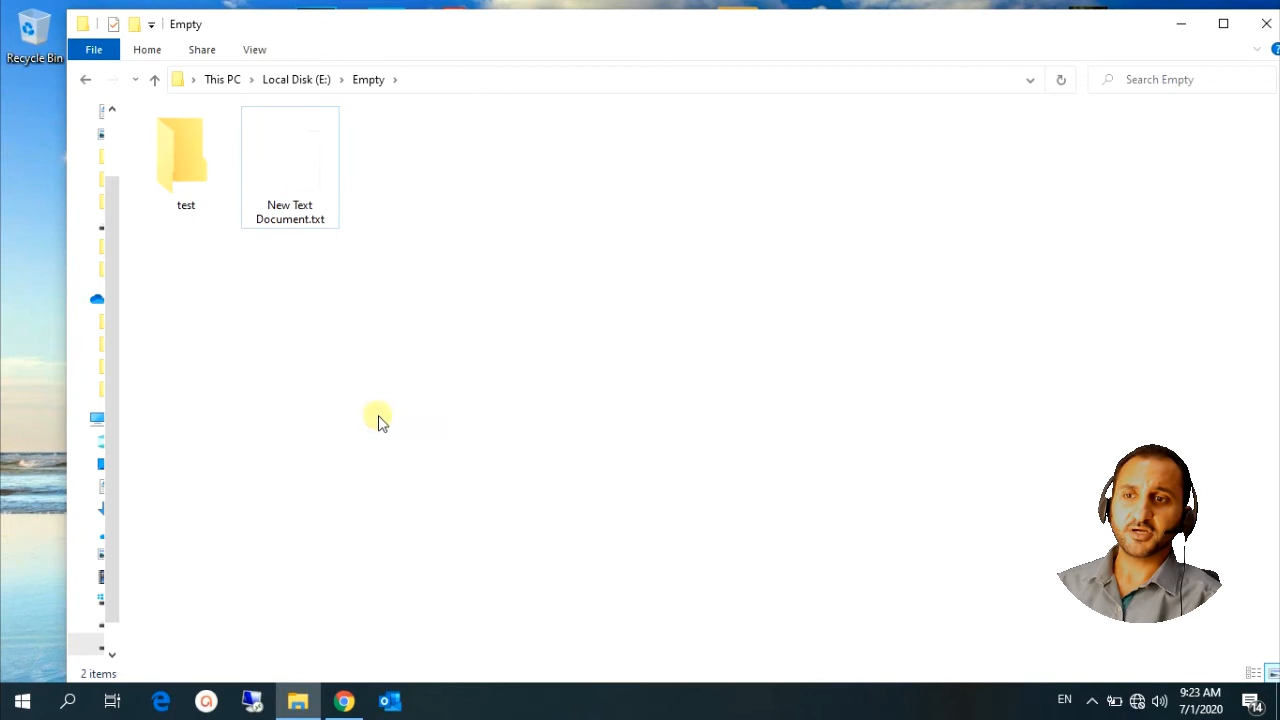 Recycle Bin
Empty
File
Home
Share
View
This PC
Local Disk (E:)
Empty
Search Empty
test
New Text
Document.txt
2 items
EN
9:23 AM
7/1/2020
14